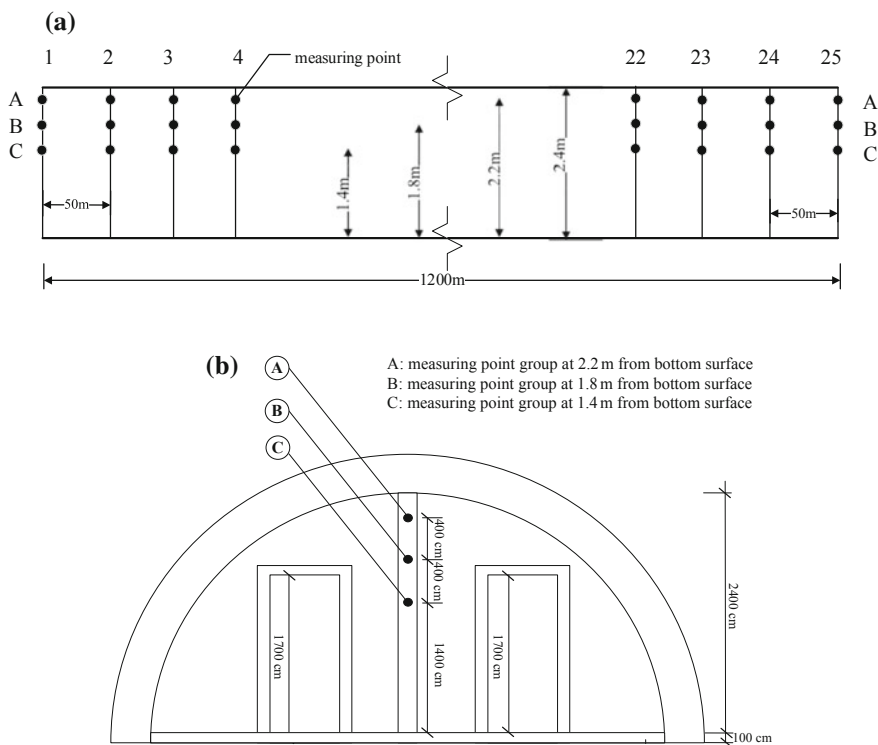 (a)
1 2 3 4 measuring point 22 23 24 25
A A
B B
C C
1.4m 1.8m 2.2m 2.4m
50m 50m
1200m
(b)
A
B
C
A: measuring point group at 2.2 m from bottom surface
B: measuring point group at 1.8 m from bottom surface
C: measuring point group at 1.4 m from bottom surface
400 cm
400 cm
1700 cm 1400 cm 1700 cm 2400 cm
100 cm